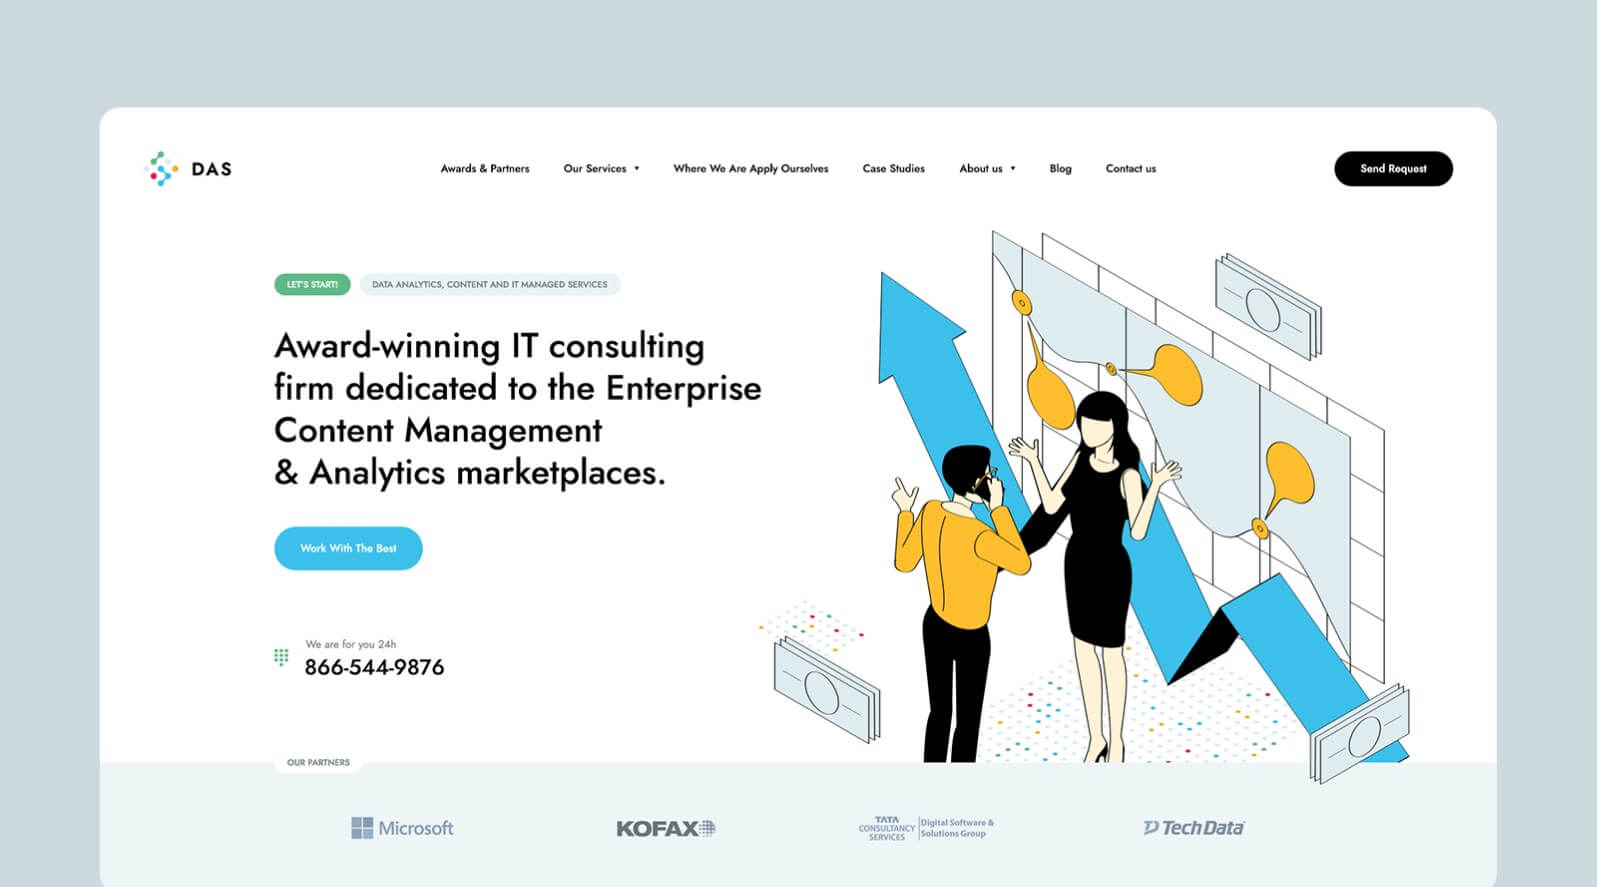 DAS
Awards & Partners
Our Services
Where We Are Apply Ourselves
Case Studies
About us
Blog
Contact us
Send Request
LET'S START!
DATA ANALYTICS, CONTENT AND IT MANAGED SERVICES
Award-winning IT consulting
firm dedicated to the Enterprise
Content Management
& Analytics marketplaces.
Work With The Best
We are for you 24h
866-544-9876
OUR PARTNERS
Microsoft
KOFAX
TATA
CONSULTANCY
SERVICES
Digital Software &
Solutions Group
Tech Data